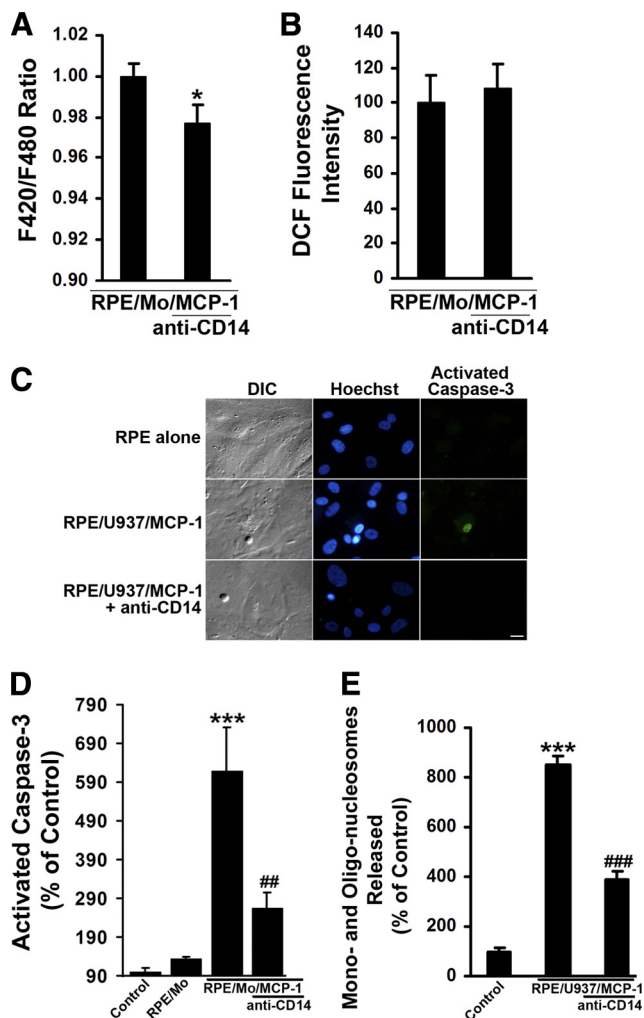 A
F420/F480 Ratio
1.02
1.00
0.98
0.96
0.94
0.92
0.90
*
RPE/Mo/MCP-1
anti-CD14
B
DCF Fluorescence
Intensity
140
120
100
80
60
40
20
0
RPE/Mo/MCP-1
anti-CD14
C
DIC
Hoechst
Activated
Caspase-3
RPE alone
RPE/U937/MCP-1
RPE/U937/MCP-1
+ anti-CD14
D
Activated Caspase-3
(% of Control)
790
690
590
490
390
290
190
90
***
##
Control
RPE/Mo
RPE/Mo/MCP-1
anti-CD14
E
Mono- and Oligo-nucleosomes
Released
(% of Control)
1000
800
600
400
200
0
***
###
Control
RPE/U937/MCP-1
anti-CD14